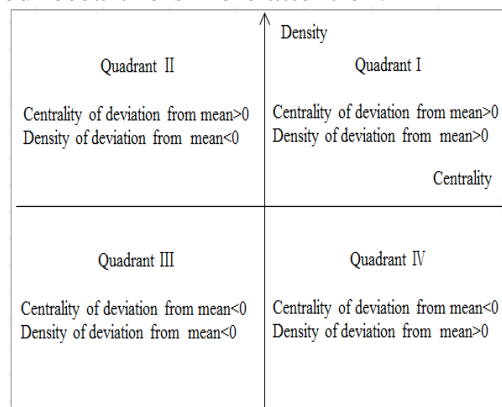 Density
Quadrant Ⅱ
Quadrant Ⅰ
Centrality of deviation from mean>0
Density of deviation from mean<0
Centrality of deviation from mean>0
Density of deviation from mean>0
Centrality
Quadrant Ⅲ
Quadrant Ⅳ
Centrality of deviation from mean<0
Density of deviation from mean<0
Centrality of deviation from mean<0
Density of deviation from mean>0